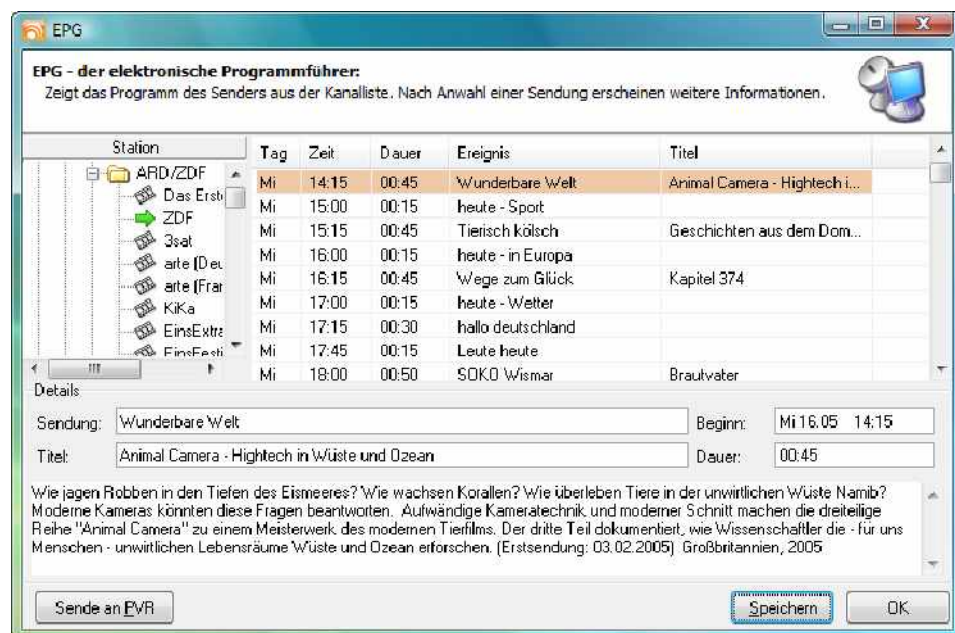 EPG
EPG - der elektronische Programmführer:
Zeigt das Programm des Senders aus der Kanalliste. Nach Anwahl einer Sendung erscheinen weitere Informationen.
Station
ARD/ZDF
Das Erst
ZDF
3sat
arte (Deu
arte (Frar
KiKa
EinsExtra
EinsFesti
Tag Zeit Dauer Ereignis Titel
Mi 14:15 00:45 Wunderbare Welt Animal Camera - Hightech i...
Mi 15:00 00:15 heute - Sport
Mi 15:15 00:45 Tierisch kölsch Geschichten aus dem Dom...
Mi 16:00 00:15 heute - in Europa
Mi 16:15 00:45 Wege zum Glück Kapitel 374
Mi 17:00 00:15 heute - Wetter
Mi 17:15 00:30 hallo deutschland
Mi 17:45 00:15 Leute heute
Mi 18:00 00:50 SOKO Wismar Brautvater
Details
Sendung: Wunderbare Welt Beginn: Mi 16.05 14:15
Titel: Animal Camera - Hightech in Wüste und Ozean Dauer: 00:45
Wie jagen Robben in den Tiefen des Eismeeres? Wie wachsen Korallen? Wie überleben Tiere in der unwirtlichen Wüste Namib?
Moderne Kameras könnten diese Fragen beantworten. Aufwändige Kameratechnik und moderner Schnitt machen die dreiteilige
Reihe "Animal Camera" zu einem Meisterwerk des modernen Tierfilms. Der dritte Teil dokumentiert, wie Wissenschaftler die - für uns
Menschen - unwirtlichen Lebensräume Wüste und Ozean erforschen. (Erstsendung: 03.02.2005) Großbritannien, 2005
Sende an PVR Speichern OK